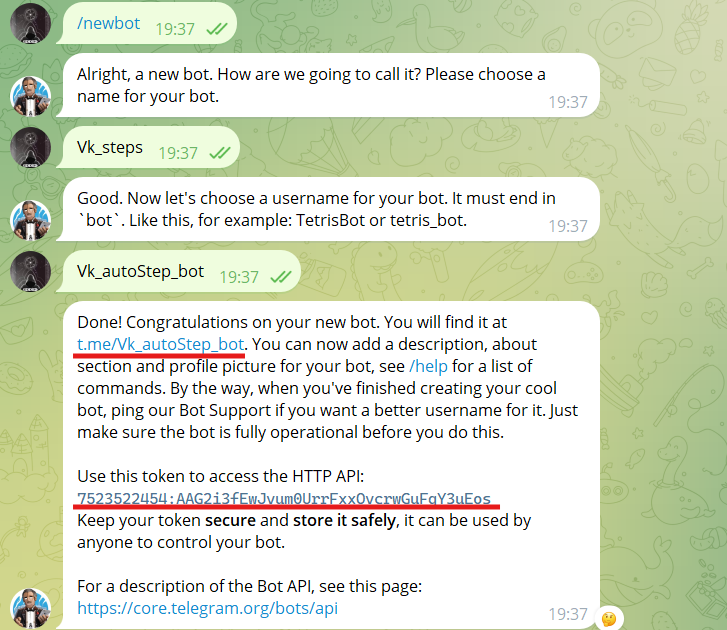 /newbot 19:37
Alright, a new bot. How are we going to call it? Please choose a
name for your bot.
19:37
Vk_steps 19:37
Good. Now let's choose a username for your bot. It must end in
`bot`. Like this, for example: TetrisBot or tetris_bot.
19:37
Vk_autoStep_bot 19:37
Done! Congratulations on your new bot. You will find it at
t.me/Vk_autoStep_bot. You can now add a description, about
section and profile picture for your bot, see /help for a list of
commands. By the way, when you've finished creating your cool
bot, ping our Bot Support if you want a better username for it. Just
make sure the bot is fully operational before you do this.
Use this token to access the HTTP API:
Keep your token secure and store it safely, it can be used by
anyone to control your bot.
For a description of the Bot API, see this page:
https://core.telegram.org/bots/api
19:37